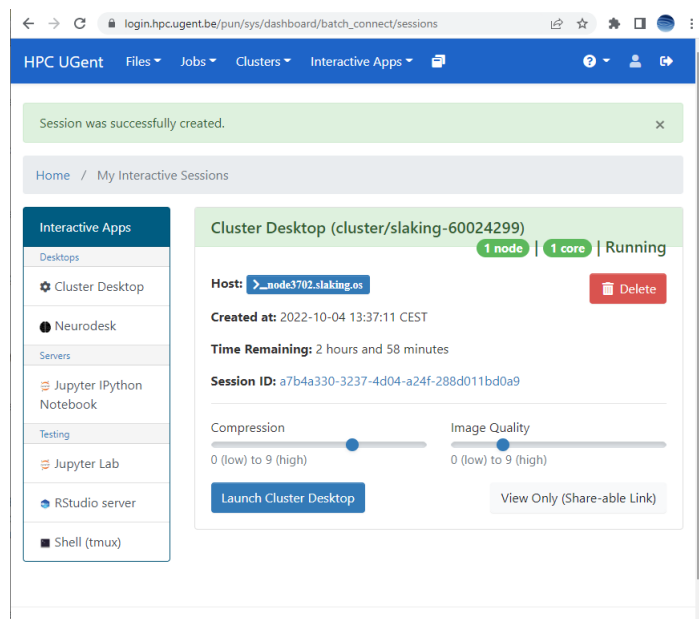 login.hpc.ugent.be/pun/sys/dashboard/batch_connect/sessions
HPC UGent Files Jobs Clusters Interactive Apps
Session was successfully created. ×
Home / My Interactive Sessions
Interactive Apps
Desktops
Cluster Desktop
Neurodesk
Servers
Jupyter IPython
Notebook
Testing
Jupyter Lab
RStudio server
Shell (tmux)
Cluster Desktop (cluster/slaking-60024299)
1 node | 1 core | Running
Host: >_node3702.slaking.os
Delete
Created at: 2022-10-04 13:37:11 CEST
Time Remaining: 2 hours and 58 minutes
Session ID: a7b4a330-3237-4d04-a24f-288d011bd0a9
Compression
0 (low) to 9 (high)
Image Quality
0 (low) to 9 (high)
Launch Cluster Desktop
View Only (Share-able Link)